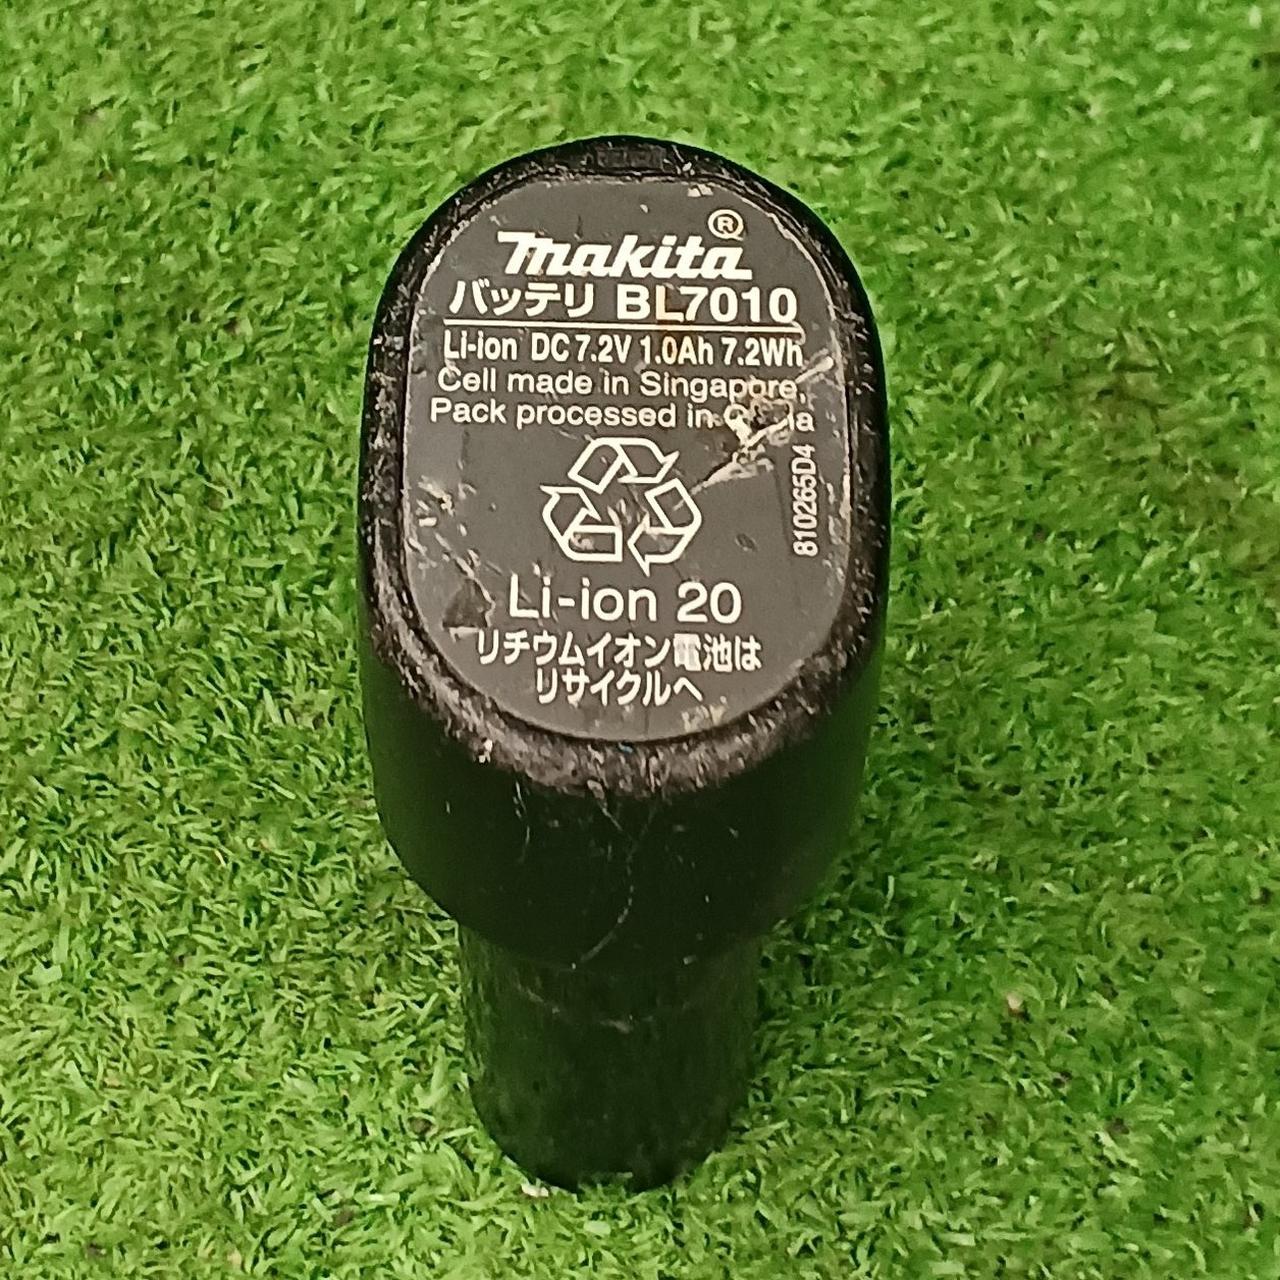 makita®
バッテリ BL7010
Li-ion DC 7.2V 1.0Ah 7.2Wh
Cell made in Singapore,
Pack processed in
810265D4
Li-ion 20
リチウムイオン電池は
リサイクルへ